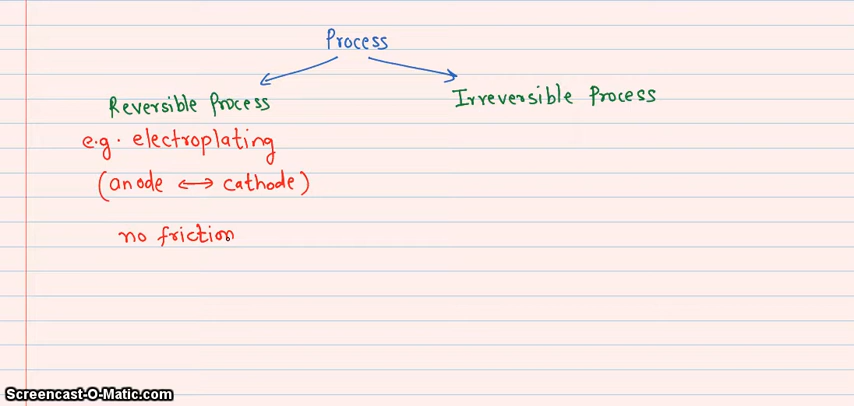 Process
Reversible Process
Irreversible Process
e.g. electroplating
(anode ↔ cathode)
no friction
Screencast-O-Matic.com